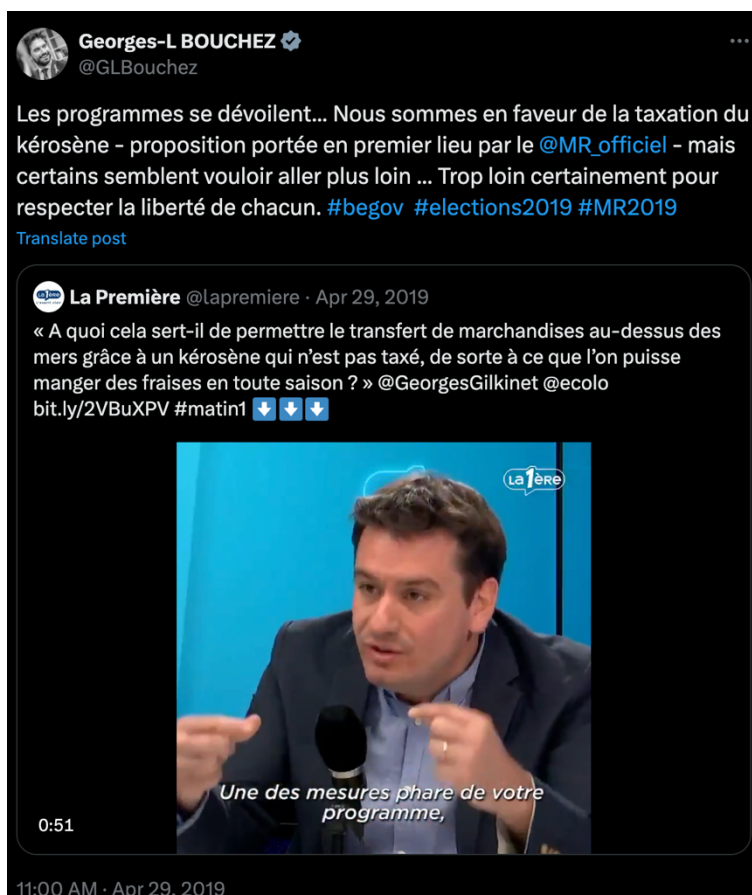 Georges-L BOUCHEZ
@GLBouchez
Les programmes se dévoilent... Nous sommes en faveur de la taxation du
kérosène - proposition portée en premier lieu par le @MR_officiel - mais
certains semblent vouloir aller plus loin ... Trop loin certainement pour
respecter la liberté de chacun. #begov #elections2019 #MR2019
Translate post
La Première @lapremiere · Apr 29, 2019
« A quoi cela sert-il de permettre le transfert de marchandises au-dessus des
mers grâce à un kérosène qui n'est pas taxé, de sorte à ce que l'on puisse
manger des fraises en toute saison ? » @GeorgesGilkinet @ecolo
bit.ly/2VBuXPV #matin1
La 1ère
Une des mesures phare de votre
programme,
0:51
11:00 AM · Apr 29, 2019